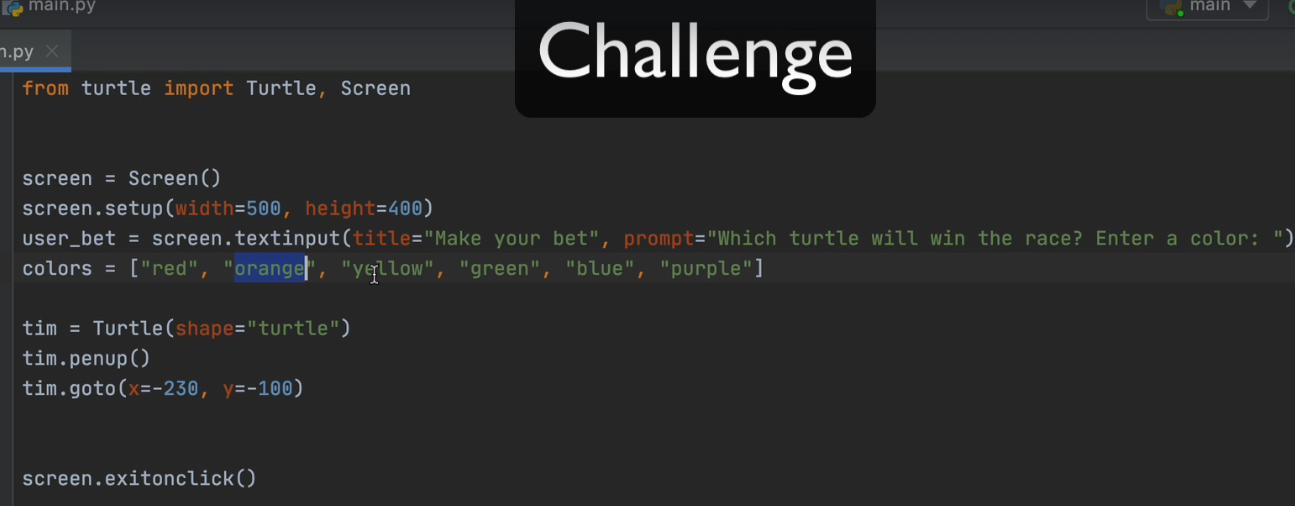 main.py
main
Challenge
n.py
from turtle import Turtle, Screen
screen = Screen()
screen.setup(width=500, height=400)
user_bet = screen.textinput(title="Make your bet", prompt="Which turtle will win the race? Enter a color: ")
colors = ["red", "orange", "yellow", "green", "blue", "purple"]
tim = Turtle(shape="turtle")
tim.penup()
tim.goto(x=-230, y=-100)
screen.exitonclick()